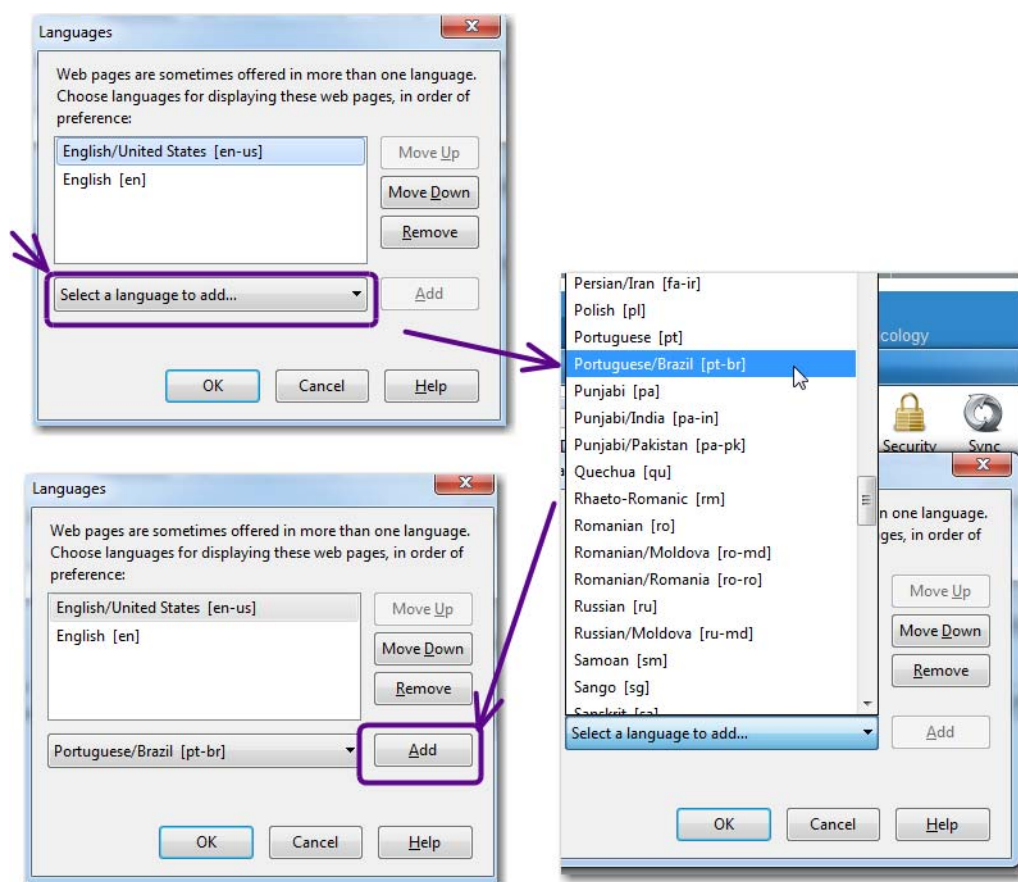 Languages
Web pages are sometimes offered in more than one language.
Choose languages for displaying these web pages, in order of
preference:
English/United States [en-us]
Move Up
English [en]
Move Down
Remove
Select a language to add...
Add
OK
Cancel
Help
Persian/Iran [fa-ir]
Polish [pl]
Portuguese [pt]
Portuguese/Brazil [pt-br]
Punjabi [pa]
Punjabi/India [pa-in]
Punjabi/Pakistan [pa-pk]
Quechua [qu]
Rhaeto-Romanic [rm]
Romanian [ro]
Romanian/Moldova [ro-md]
Romanian/Romania [ro-ro]
Russian [ru]
Russian/Moldova [ru-md]
Samoan [sm]
Sango [sg]
Sanskrit [sa]
cology
Security
Sync
n one language.
ges, in order of
Move Up
Move Down
Remove
Select a language to add...
Add
OK
Cancel
Help
Languages
Web pages are sometimes offered in more than one language.
Choose languages for displaying these web pages, in order of
preference:
English/United States [en-us]
Move Up
English [en]
Move Down
Remove
Portuguese/Brazil [pt-br]
Add
OK
Cancel
Help